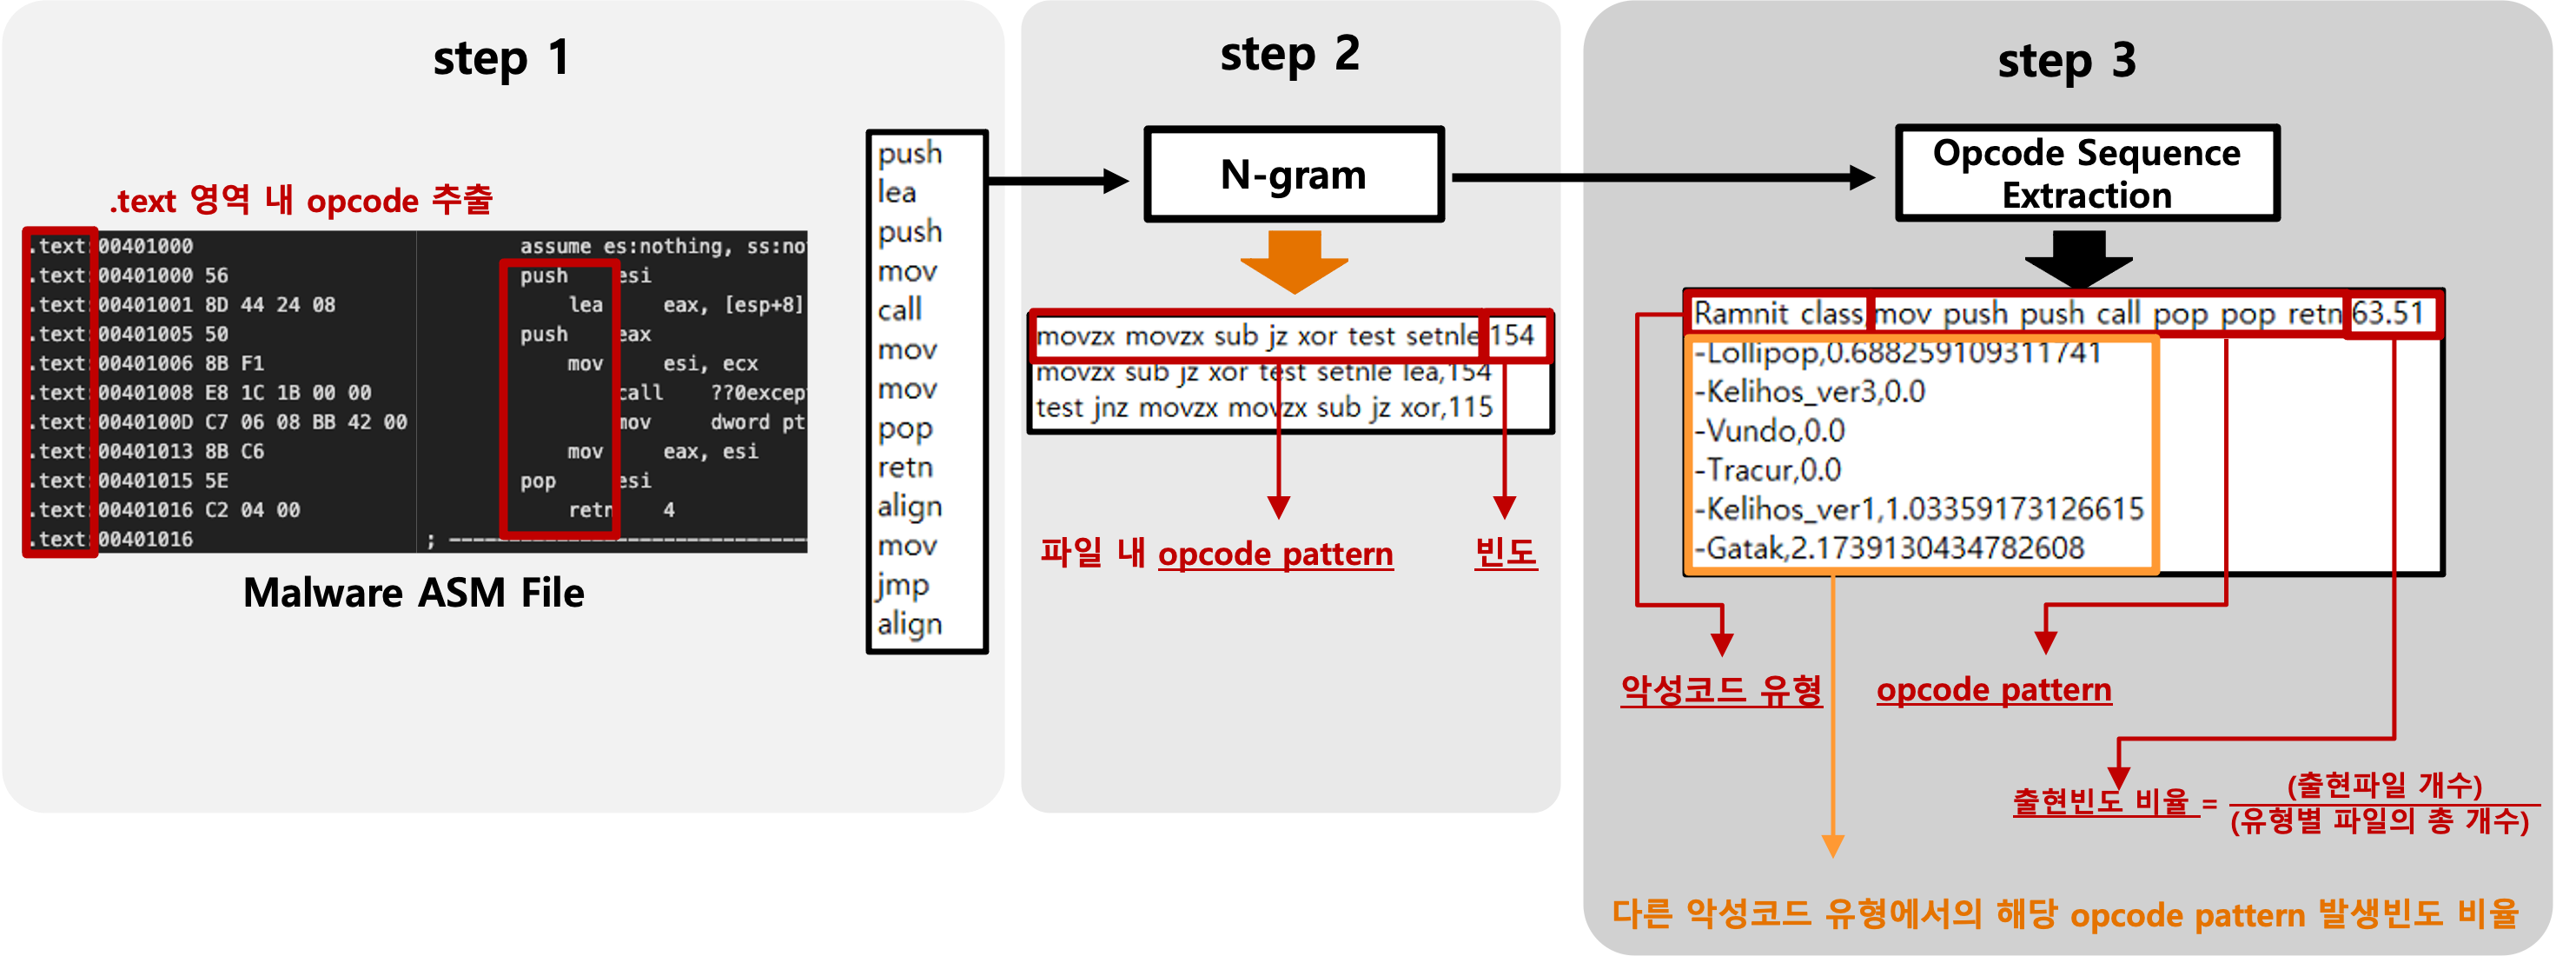 step 1
.text 영역 내 opcode 추출
.text:00401000 assume es:nothing, ss:no
.text:00401000 56 push esi
.text:00401001 8D 44 24 08 lea eax, [esp+8]
.text:00401005 50 push eax
.text:00401006 8B F1 mov esi, ecx
.text:00401008 E8 1C 1B 00 00 call ??0excep
.text:0040100D C7 06 08 BB 42 00 mov dword pt
.text:00401013 8B C6 mov eax, esi
.text:00401015 5E pop esi
.text:00401016 C2 04 00 retn 4
.text:00401016 ; ------------------------------
Malware ASM File
push
lea
push
mov
call
mov
mov
pop
retn
align
mov
jmp
align
step 2
N-gram
movzx movzx sub jz xor test setnle 154
movzx sub jz xor test setnle lea,154
test jnz movzx movzx sub jz xor,115
파일 내 opcode pattern
빈도
step 3
Opcode Sequence
Extraction
Ramnit class mov push push call pop pop retn 63.51
-Lollipop,0.688259109311741
-Kelihos_ver3,0.0
-Vundo,0.0
-Tracur,0.0
-Kelihos_ver1,1.03359173126615
-Gatak,2.1739130434782608
악성코드 유형
opcode pattern
출현빈도 비율 = (출현파일 개수)
(유형별 파일의 총 개수)
다른 악성코드 유형에서의 해당 opcode pattern 발생빈도 비율